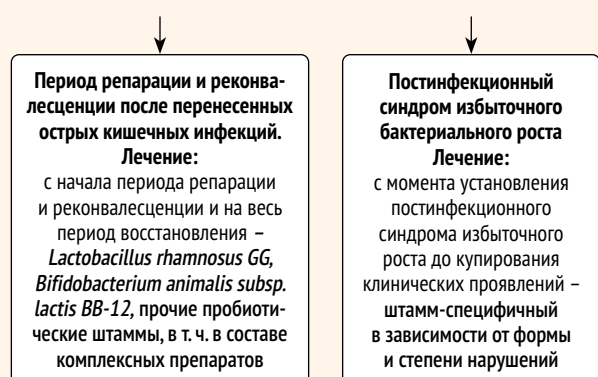 Период репарации и реконва-
лесценции после перенесенных
острых кишечных инфекций.
Лечение:
с начала периода репарации
и реконвалесценции и на весь
период восстановления –
Lactobacillus rhamnosus GG,
Bifidobacterium animalis subsp.
lactis BB-12, прочие пробиоти-
ческие штаммы, в т. ч. в составе
комплексных препаратов
Постинфекционный
синдром избыточного
бактериального роста
Лечение:
с момента установления
постинфекционного
синдрома избыточного
роста до купирования
клинических проявлений –
штамм-специфичный
в зависимости от формы
и степени нарушений